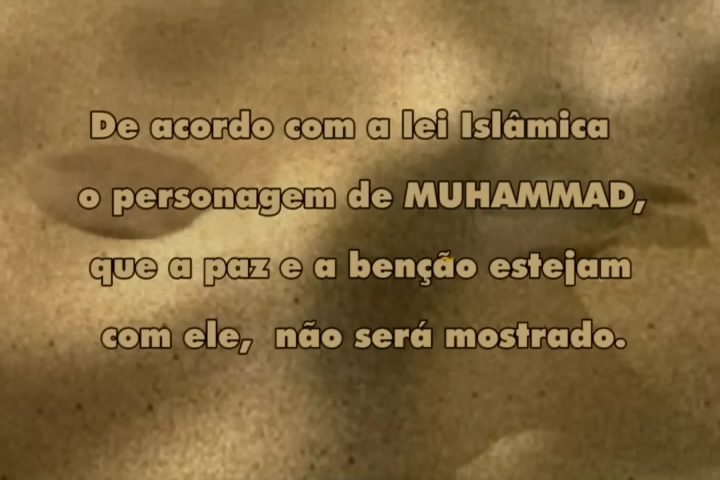 De acordo com a lei Islâmica
o personagem de MUHAMMAD,
que a paz e a benção estejam
com ele, não será mostrado.